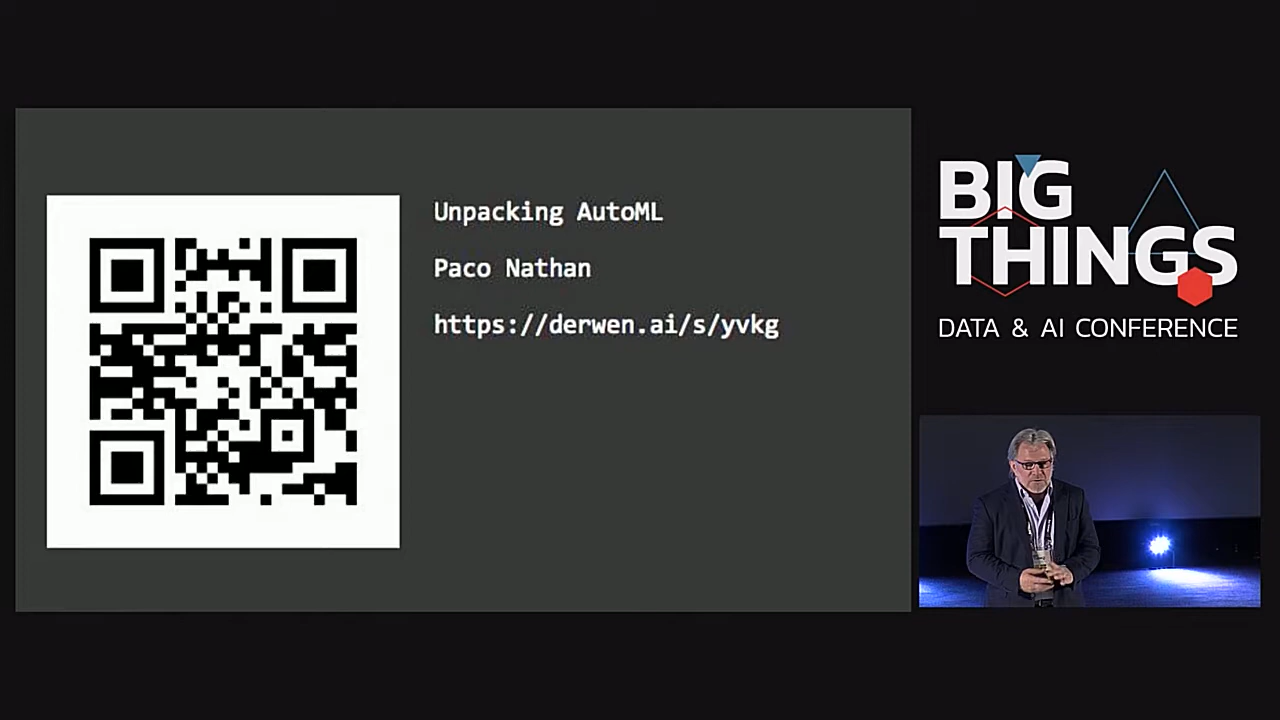 Unpacking AutoML
Paco Nathan
https://derwen.ai/s/yvkg
BIG
THINGS
DATA & AI CONFERENCE